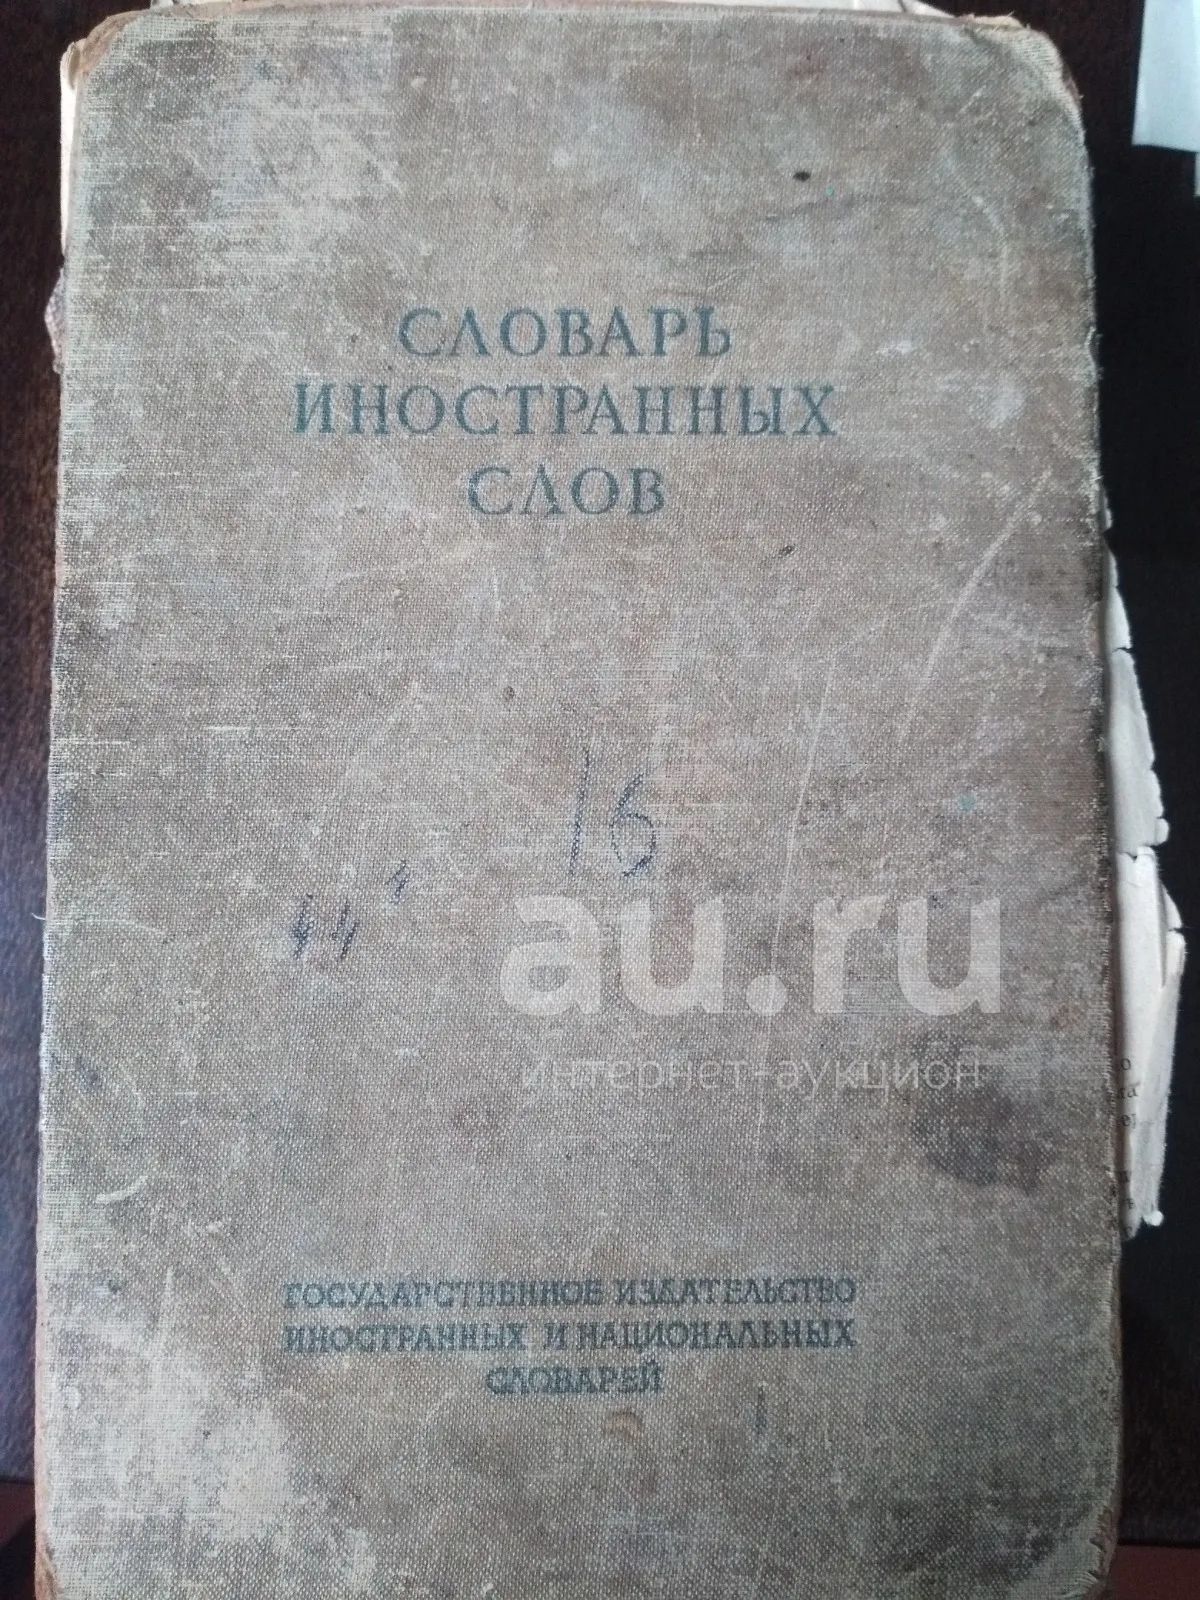 СЛОВАРЬ
ИНОСТРАННЫХ
СЛОВ
16
au.ru
интернет-аукцион
ГОСУДАРСТВЕННОЕ ИЗДАТЕЛЬСТВО
ИНОСТРАННЫХ И НАЦИОНАЛЬНЫХ
СЛОВАРЕЙ